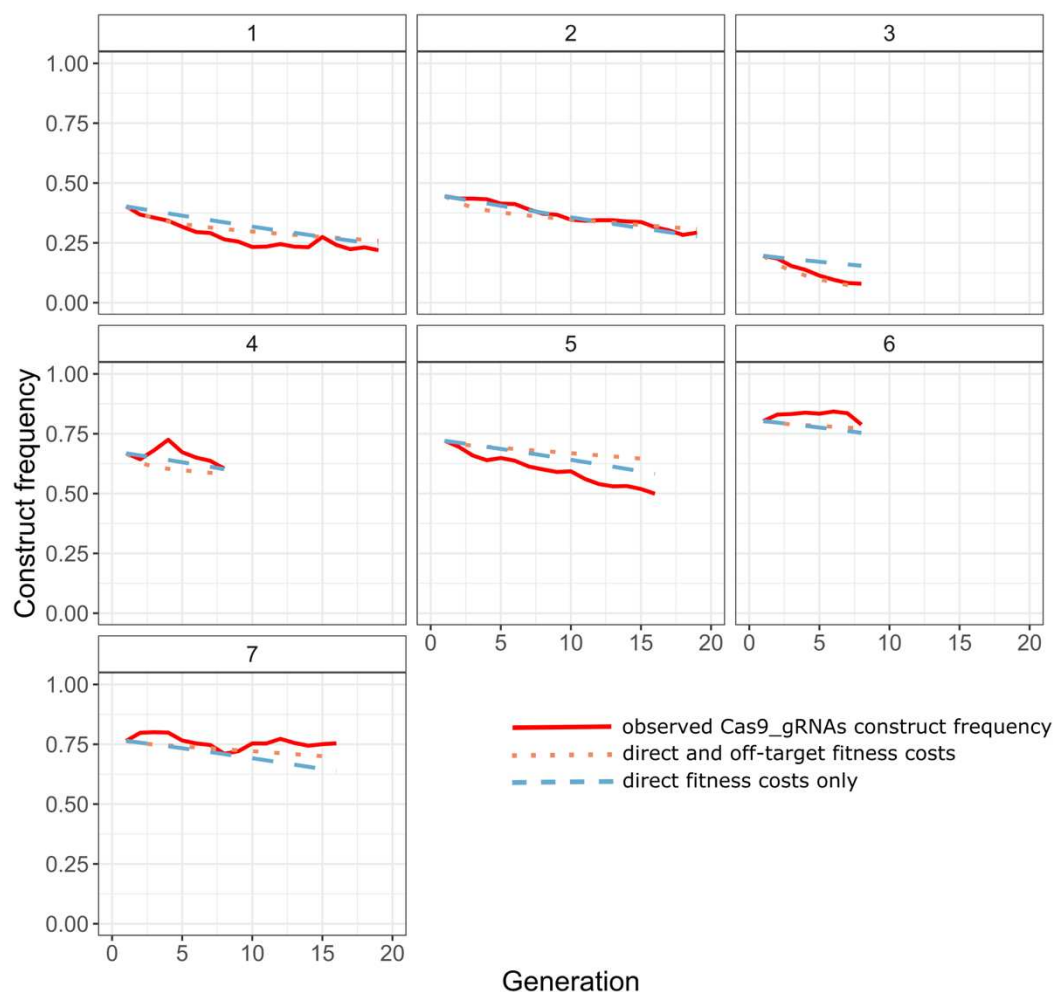 1
2
3
1.00
0.75
0.50
0.25
0.00
4
5
6
1.00
0.75
0.50
0.25
0.00
Construct frequency
7
0 5 10 15 20
0 5 10 15 20
1.00
0.75
0.50
0.25
0.00
0 5 10 15 20
observed Cas9_gRNAs construct frequency
direct and off-target fitness costs
direct fitness costs only
Generation